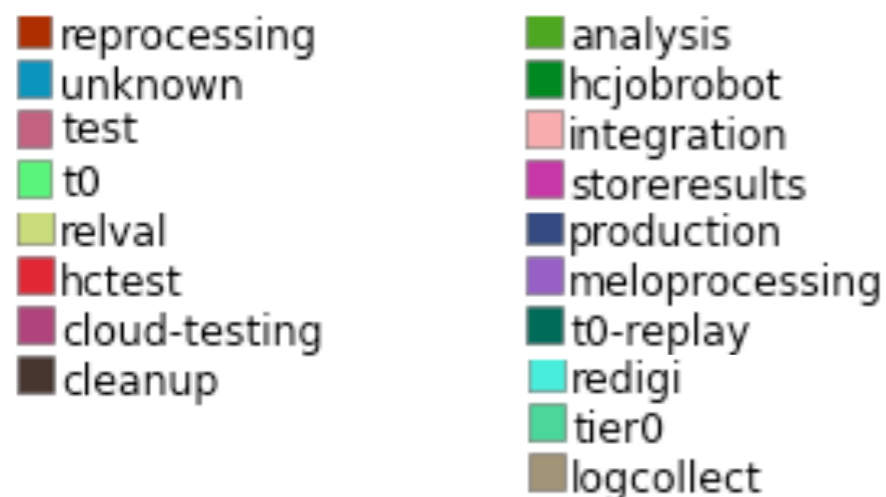 reprocessing
unknown
test
t0
relval
hctest
cloud-testing
cleanup
analysis
hcjobrobot
integration
storeresults
production
meloprocessing
t0-replay
redigi
tier0
logcollect